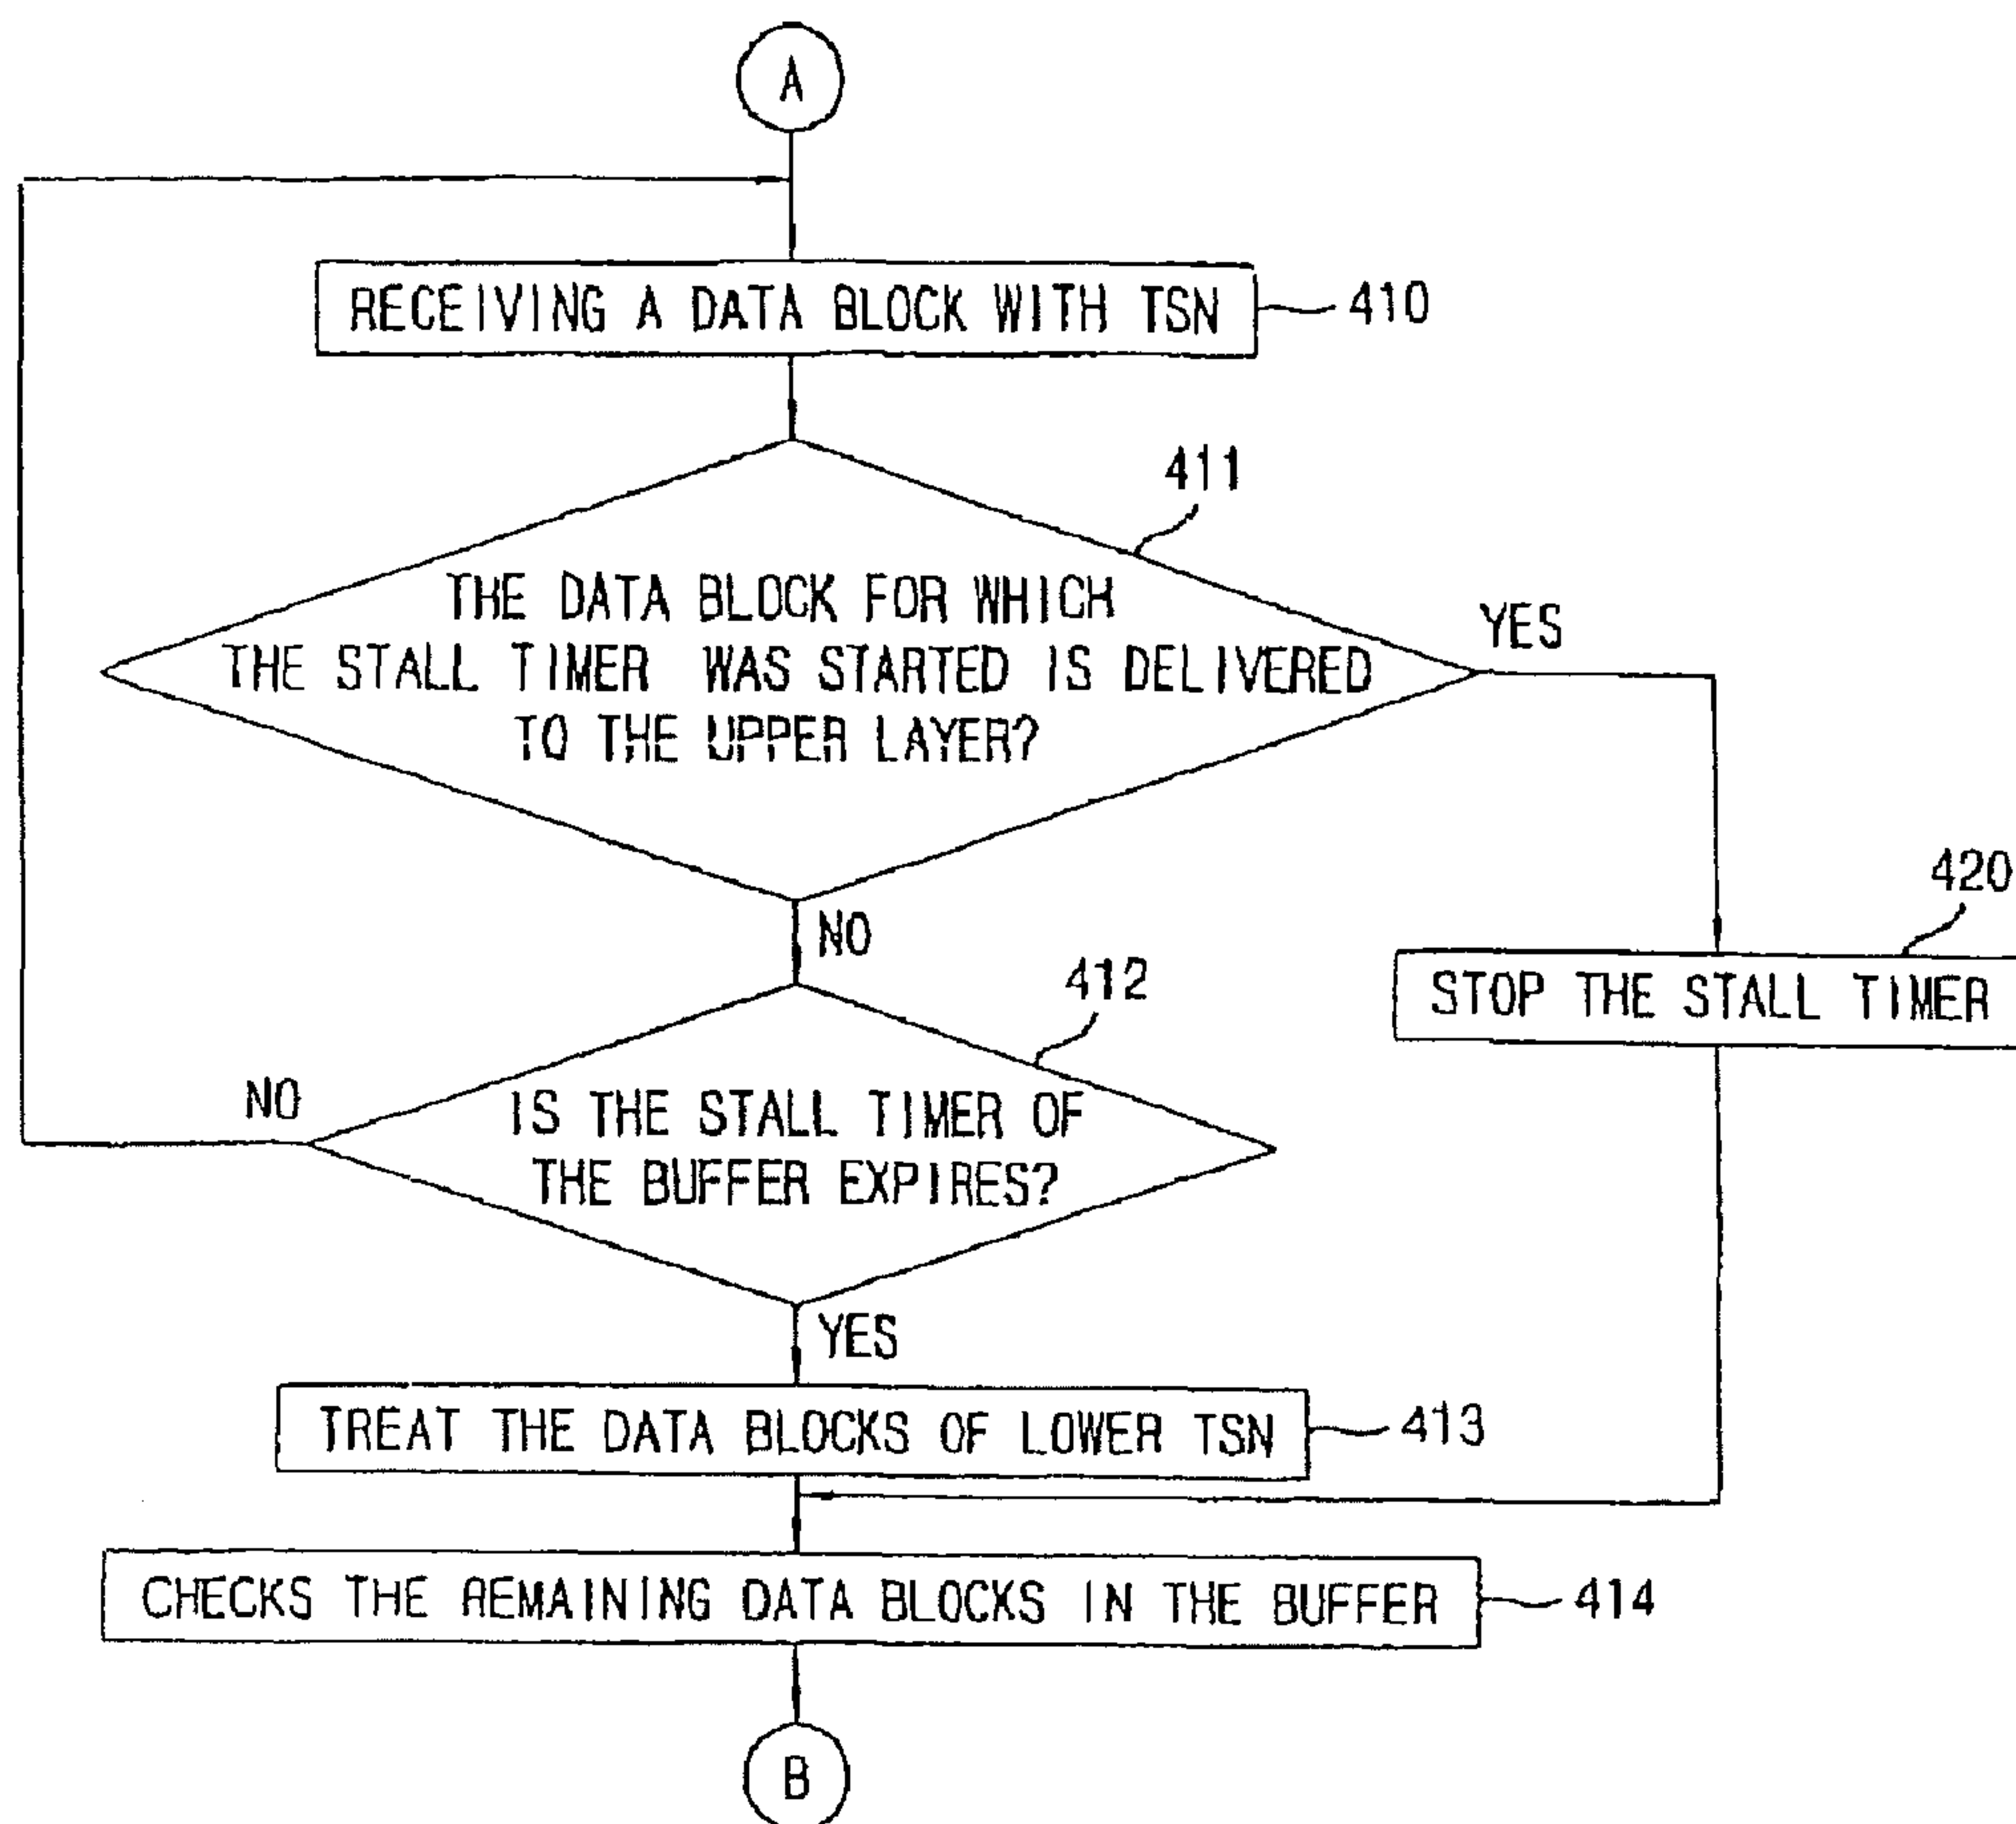 A
RECEIVING A DATA BLOCK WITH TSN
410
411
THE DATA BLOCK FOR WHICH
THE STALL TIMER WAS STARTED IS DELIVERED
TO THE UPPER LAYER?
YES
NO
420
STOP THE STALL TIMER
412
IS THE STALL TIMER OF
THE BUFFER EXPIRES?
NO
YES
TREAT THE DATA BLOCKS OF LOWER TSN
413
CHECKS THE REMAINING DATA BLOCKS IN THE BUFFER
414
B